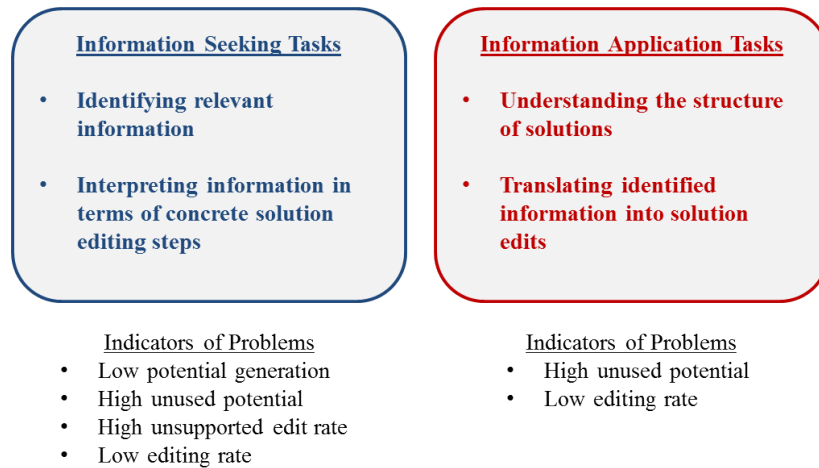 Information Seeking Tasks
• Identifying relevant
information
• Interpreting information in
terms of concrete solution
editing steps
Information Application Tasks
• Understanding the structure
of solutions
• Translating identified
information into solution
edits
Indicators of Problems
• Low potential generation
• High unused potential
• High unsupported edit rate
• Low editing rate
Indicators of Problems
• High unused potential
• Low editing rate